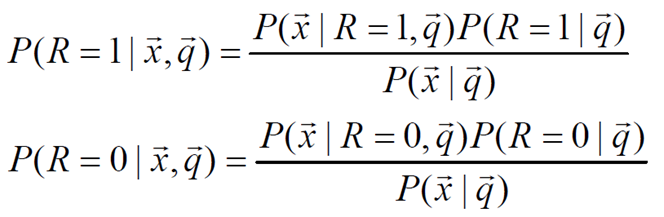 P(R = 1 | x⃗, q⃗) = P(x⃗ | R = 1, q⃗)P(R = 1 | q⃗) / P(x⃗ | q⃗)
P(R = 0 | x⃗, q⃗) = P(x⃗ | R = 0, q⃗)P(R = 0 | q⃗) / P(x⃗ | q⃗)